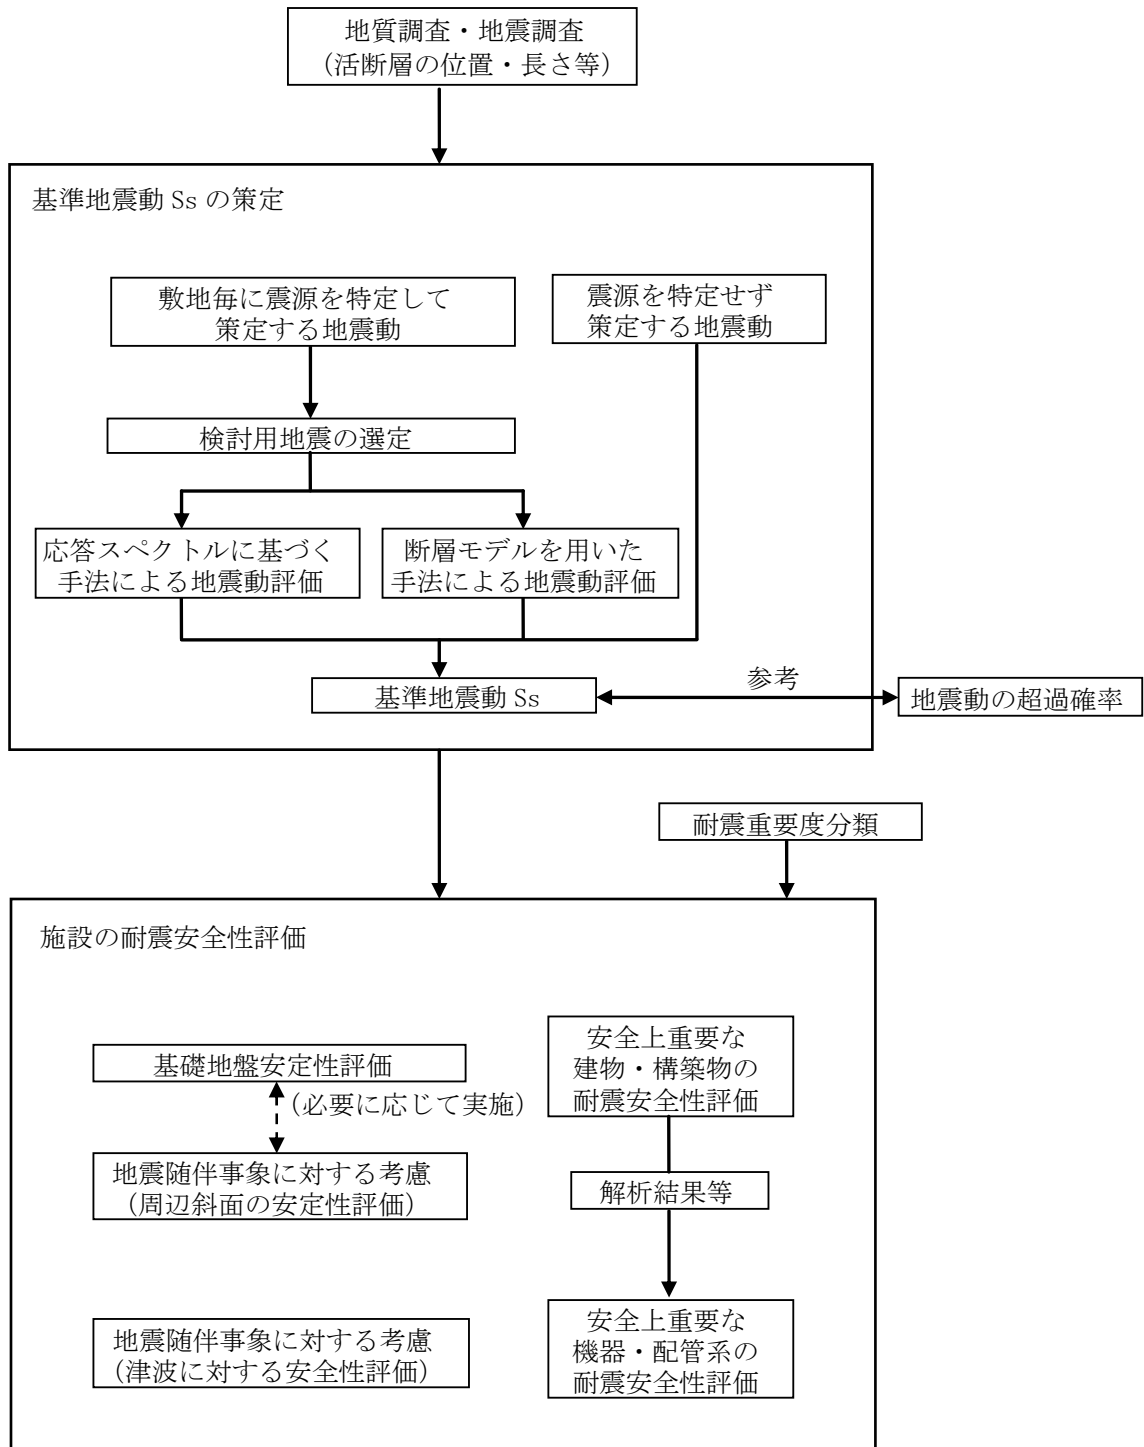 地質調査・地震調査
（活断層の位置・長さ等）
基準地震動 Ss の策定
敷地毎に震源を特定して
策定する地震動
震源を特定せず
策定する地震動
検討用地震の選定
応答スペクトルに基づく
手法による地震動評価
断層モデルを用いた
手法による地震動評価
基準地震動 Ss
参考
地震動の超過確率
耐震重要度分類
施設の耐震安全性評価
基礎地盤安定性評価
（必要に応じて実施）
地震随伴事象に対する考慮
（周辺斜面の安定性評価）
地震随伴事象に対する考慮
（津波に対する安全性評価）
安全上重要な
建物・構築物の
耐震安全性評価
解析結果等
安全上重要な
機器・配管系の
耐震安全性評価